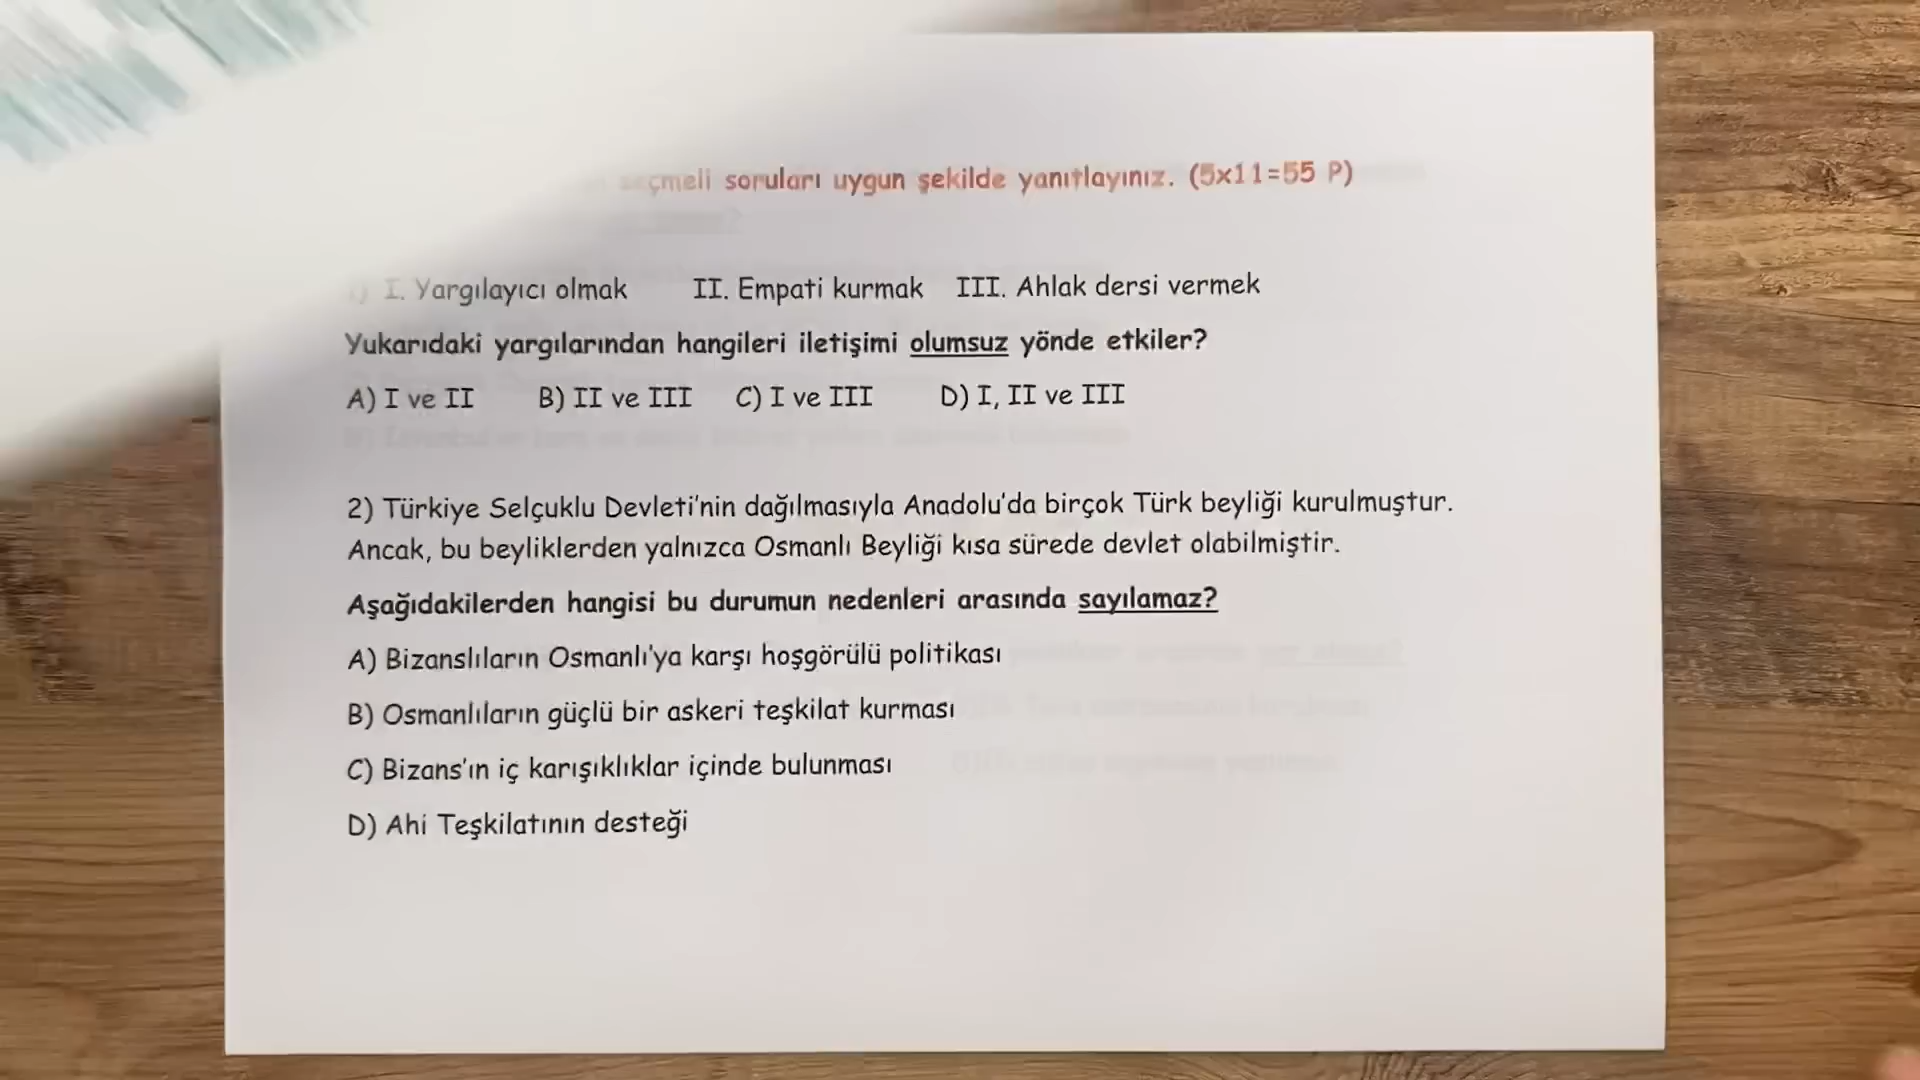 seçmeli soruları uygun şekilde yanıtlayınız. (5x11=55 P)
1) I. Yargılayıcı olmak II. Empati kurmak III. Ahlak dersi vermek
Yukarıdaki yargılarından hangileri iletişimi olumsuz yönde etkiler?
A) I ve II B) II ve III C) I ve III D) I, II ve III
2) Türkiye Selçuklu Devleti'nin dağılmasıyla Anadolu'da birçok Türk beyliği kurulmuştur.
Ancak, bu beyliklerden yalnızca Osmanlı Beyliği kısa sürede devlet olabilmiştir.
Aşağıdakilerden hangisi bu durumun nedenleri arasında sayılamaz?
A) Bizanslıların Osmanlı'ya karşı hoşgörülü politikası
B) Osmanlıların güçlü bir askeri teşkilat kurması
C) Bizans'ın iç karışıklıklar içinde bulunması
D) Ahi Teşkilatının desteği